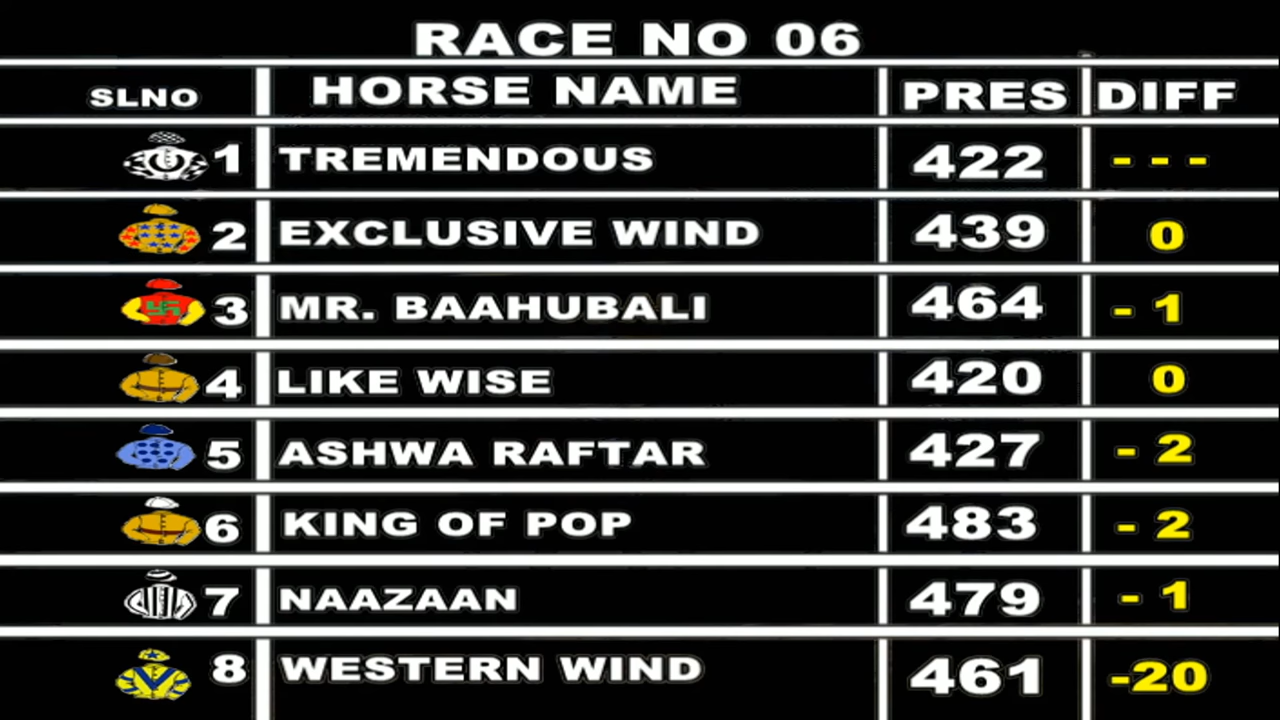 RACE NO 06
SLNO HORSE NAME PRES DIFF
1 TREMENDOUS 422 - - -
2 EXCLUSIVE WIND 439 0
3 MR. BAAHUBALI 464 - 1
4 LIKE WISE 420 0
5 ASHWA RAFTAR 427 - 2
6 KING OF POP 483 - 2
7 NAAZAAN 479 - 1
8 WESTERN WIND 461 -20